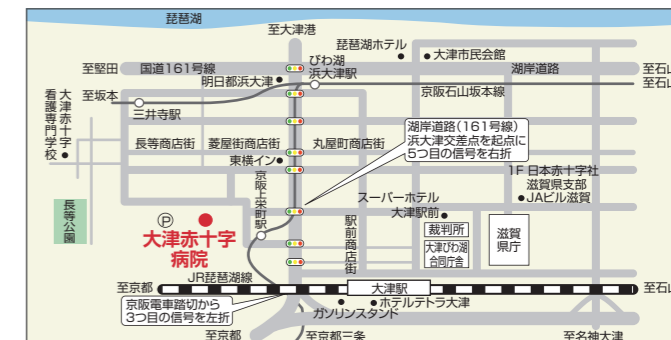 琵琶湖
至大津港
琵琶湖ホテル
大津市民会館
びわ湖
浜大津駅
至堅田
国道161号線
明日都浜大津
湖岸道路
至石山
京阪石山坂本線
至石山
至坂本
三井寺駅
大津赤十字
看護専門学校
長等商店街
菱屋街商店街
丸屋町商店街
東横イン
湖岸道路(161号線)
浜大津交差点を起点に
5つ目の信号を右折
1F 日本赤十字社
滋賀県支部
JAビル滋賀
京阪上栄町駅
スーパーホテル
大津駅前
長等公園
P
大津赤十字
病院
駅前商店街
裁判所
大津びわ湖
合同庁舎
滋賀
県庁
JR琵琶湖線
至京都
大津駅
至石山
京阪電車踏切から
3つ目の信号を左折
ホテルテトラ大津
ガソリンスタンド
至京都
至京都三条
至名神大津